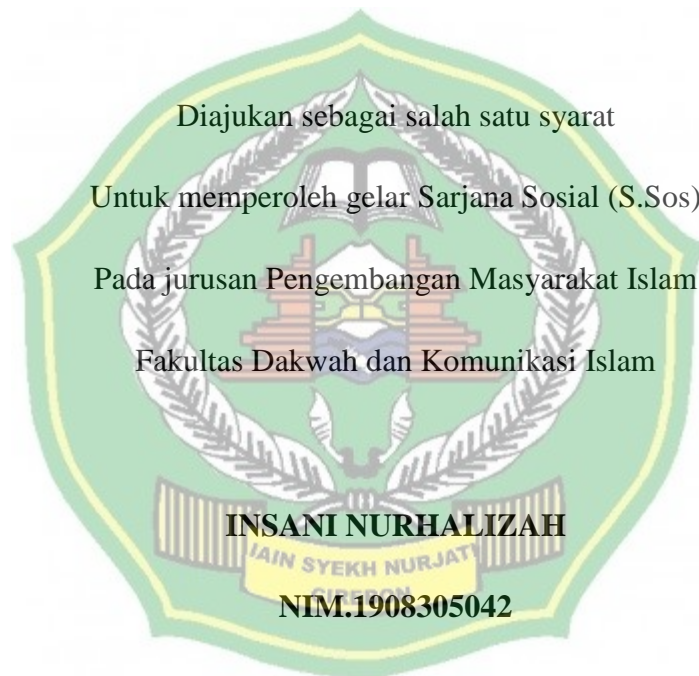 Diajukan sebagai salah satu syarat
Untuk memperoleh gelar Sarjana Sosial (S.Sos)
Pada jurusan Pengembangan Masyarakat Islam
Fakultas Dakwah dan Komunikasi Islam
INSANI NURHALIZAH
IAIN SYEKH NURJATI
CIREBON
NIM.1908305042